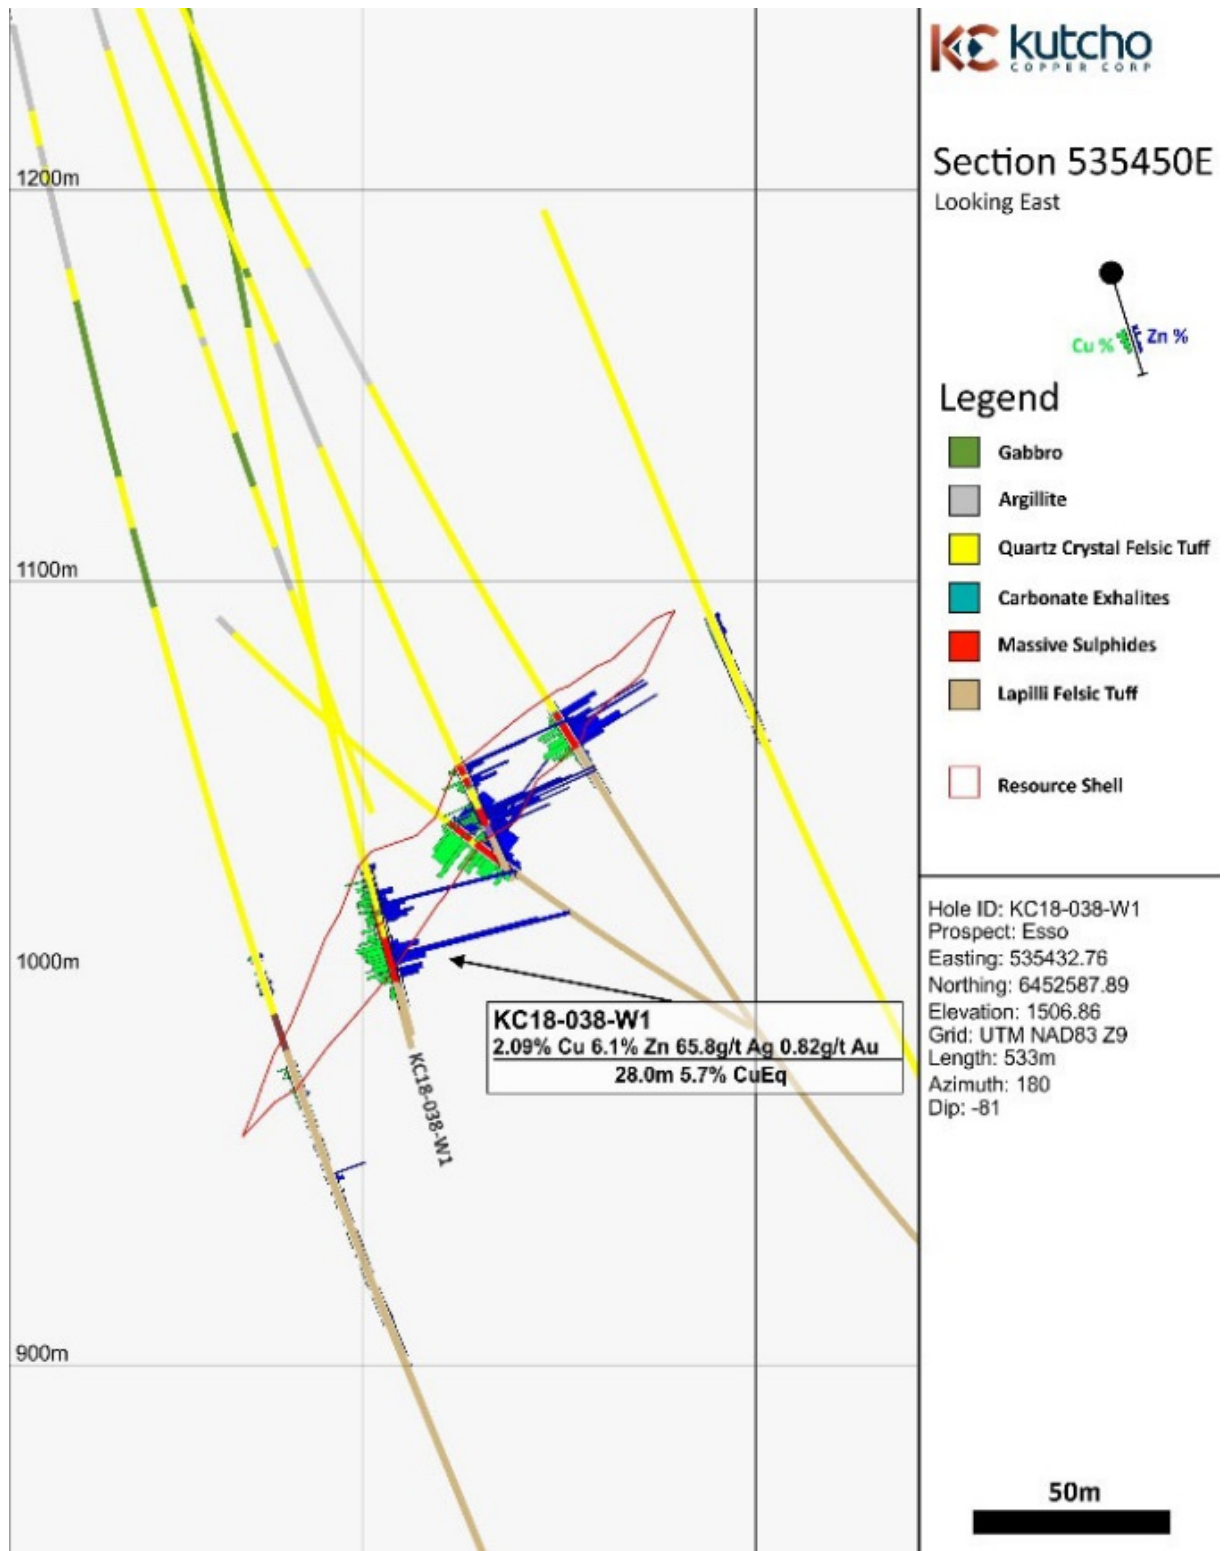 kutcho
COPPER CORP
Section 535450E
Looking East
Cu %
Zn %
Legend
Gabbro
Argillite
Quartz Crystal Felsic Tuff
Carbonate Exhalites
Massive Sulphides
Lapilli Felsic Tuff
Resource Shell
Hole ID: KC18-038-W1
Prospect: Esso
Easting: 535432.76
Northing: 6452587.89
Elevation: 1506.86
Grid: UTM NAD83 Z9
Length: 533m
Azimuth: 180
Dip: -81
50m
1200m
1100m
1000m
900m
KC18-038-W1
2.09% Cu 6.1% Zn 65.8g/t Ag 0.82g/t Au
28.0m 5.7% CuEq
KC18-038-W1